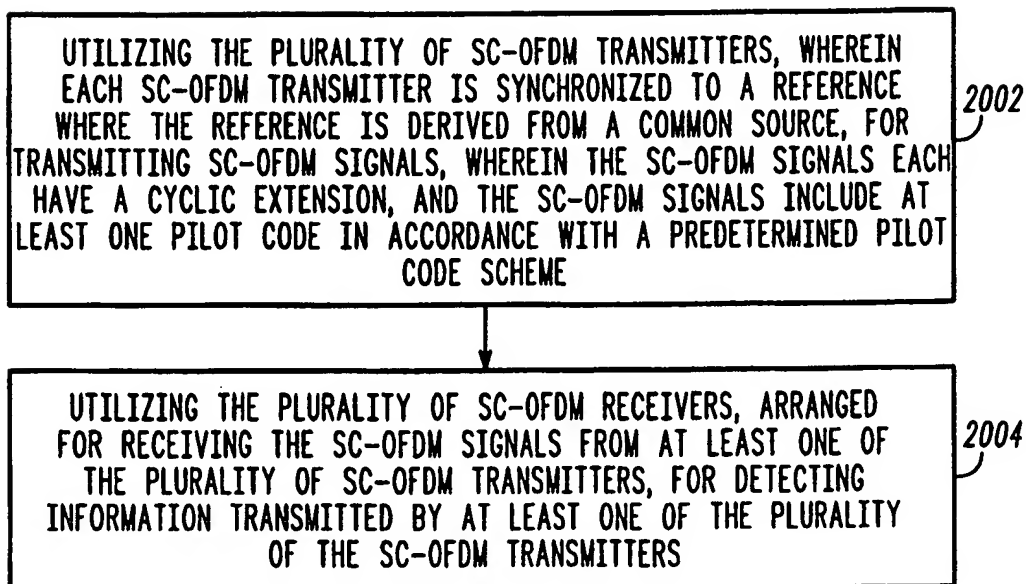 UTILIZING THE PLURALITY OF SC-OFDM TRANSMITTERS, WHEREIN
EACH SC-OFDM TRANSMITTER IS SYNCHRONIZED TO A REFERENCE
WHERE THE REFERENCE IS DERIVED FROM A COMMON SOURCE, FOR
TRANSMITTING SC-OFDM SIGNALS, WHEREIN THE SC-OFDM SIGNALS EACH
HAVE A CYCLIC EXTENSION, AND THE SC-OFDM SIGNALS INCLUDE AT
LEAST ONE PILOT CODE IN ACCORDANCE WITH A PREDETERMINED PILOT
CODE SCHEME
2002
UTILIZING THE PLURALITY OF SC-OFDM RECEIVERS, ARRANGED
FOR RECEIVING THE SC-OFDM SIGNALS FROM AT LEAST ONE OF
THE PLURALITY OF SC-OFDM TRANSMITTERS, FOR DETECTING
INFORMATION TRANSMITTED BY AT LEAST ONE OF THE PLURALITY
OF THE SC-OFDM TRANSMITTERS
2004